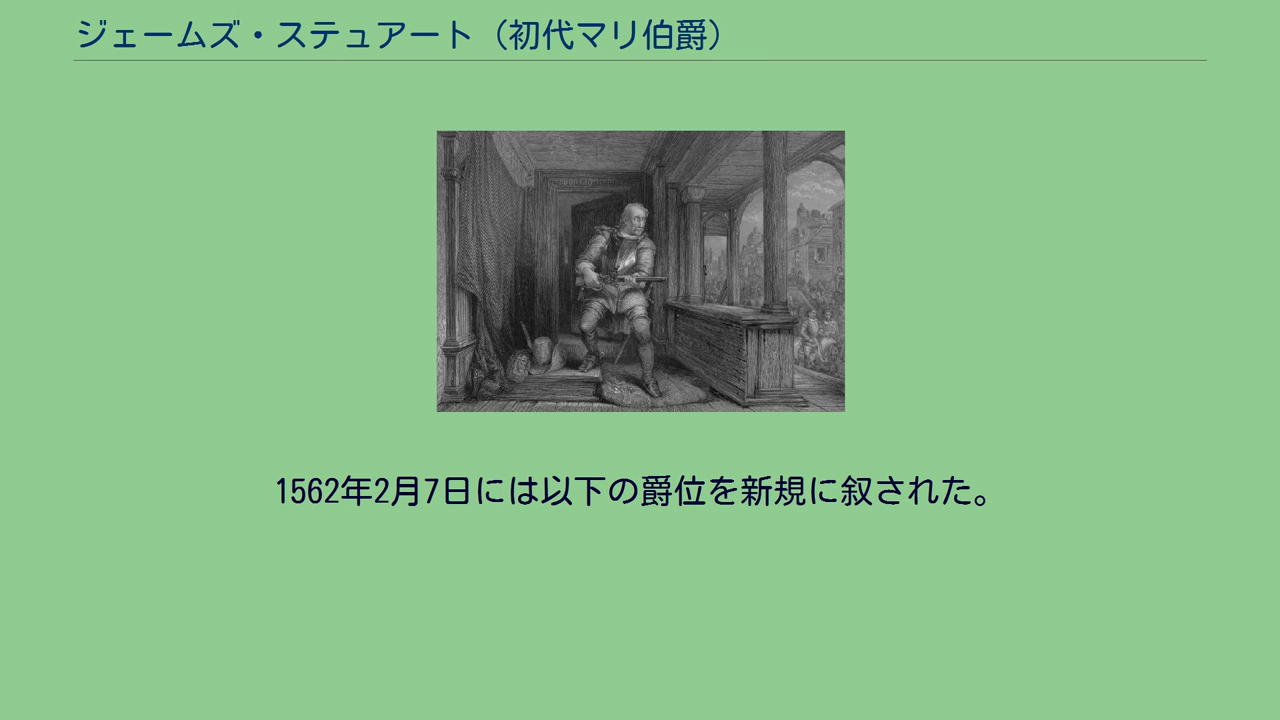 ジェームズ・ステュアート（初代マリ伯爵）
1562年2月7日には以下の爵位を新規に叙された。